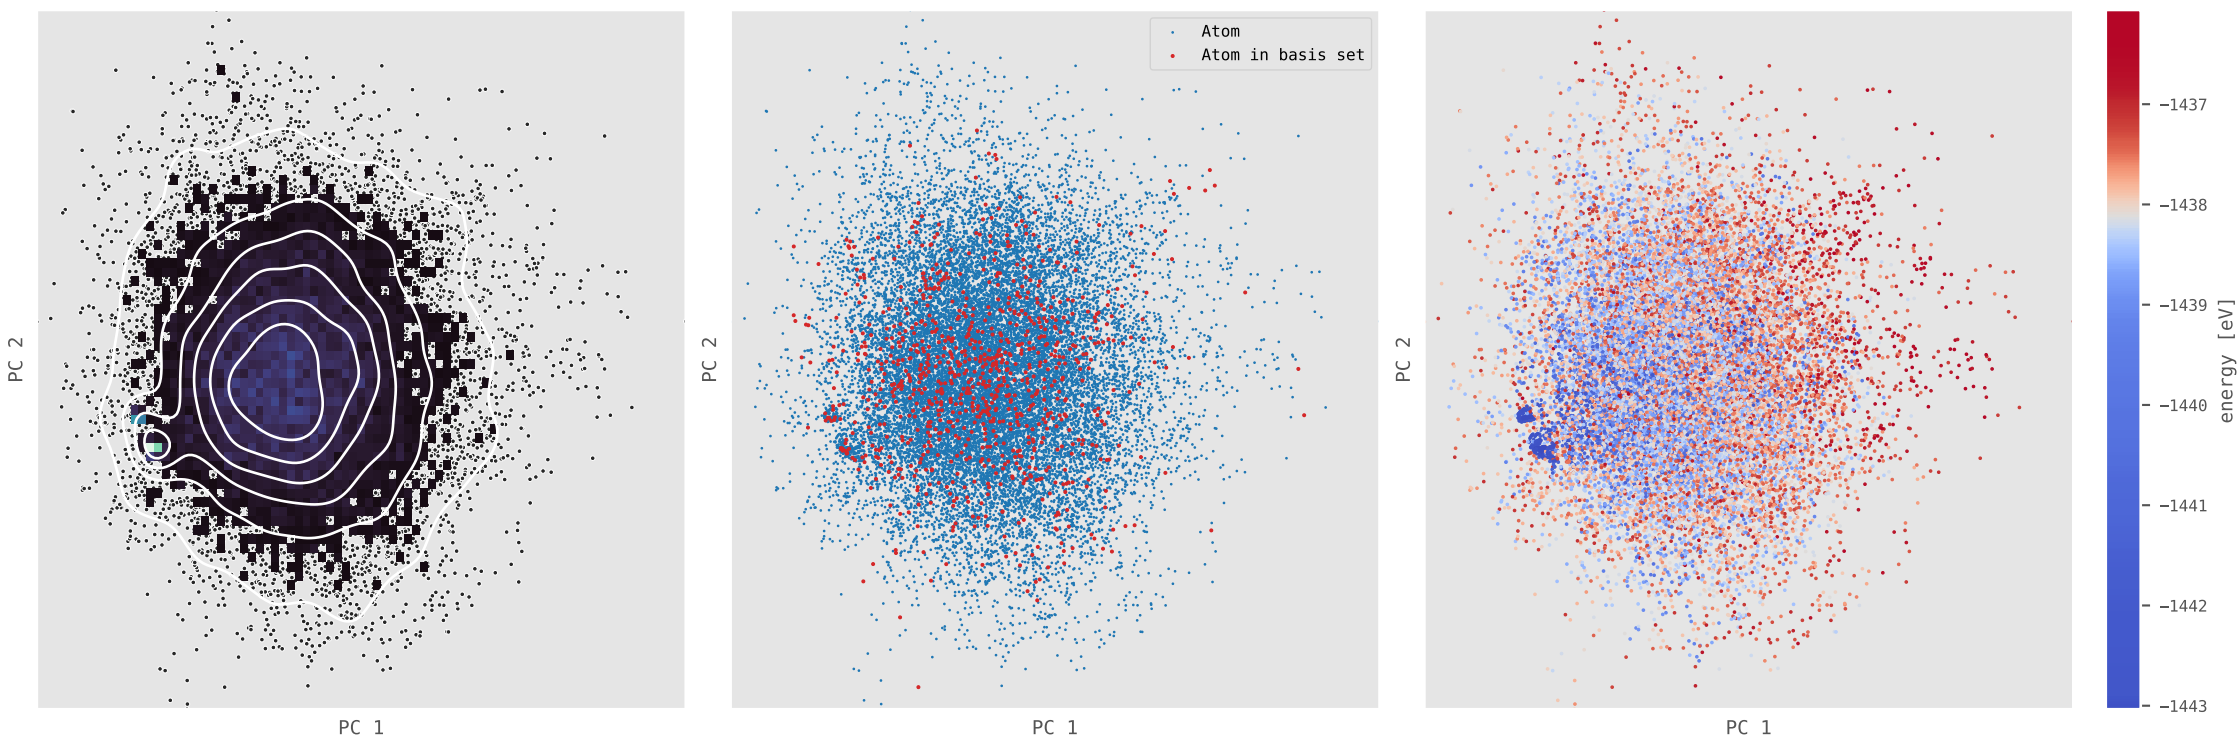 PC 2
PC 1
Atom
Atom in basis set
PC 2
PC 1
PC 2
PC 1
−1437
−1438
−1439
−1440
−1441
−1442
−1443
energy [eV]